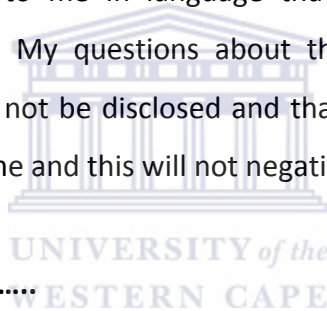 to me in language tha
My questions about th
not be disclosed and tha
me and this will not negati
UNIVERSITY of the
.....
WESTERN CAPE